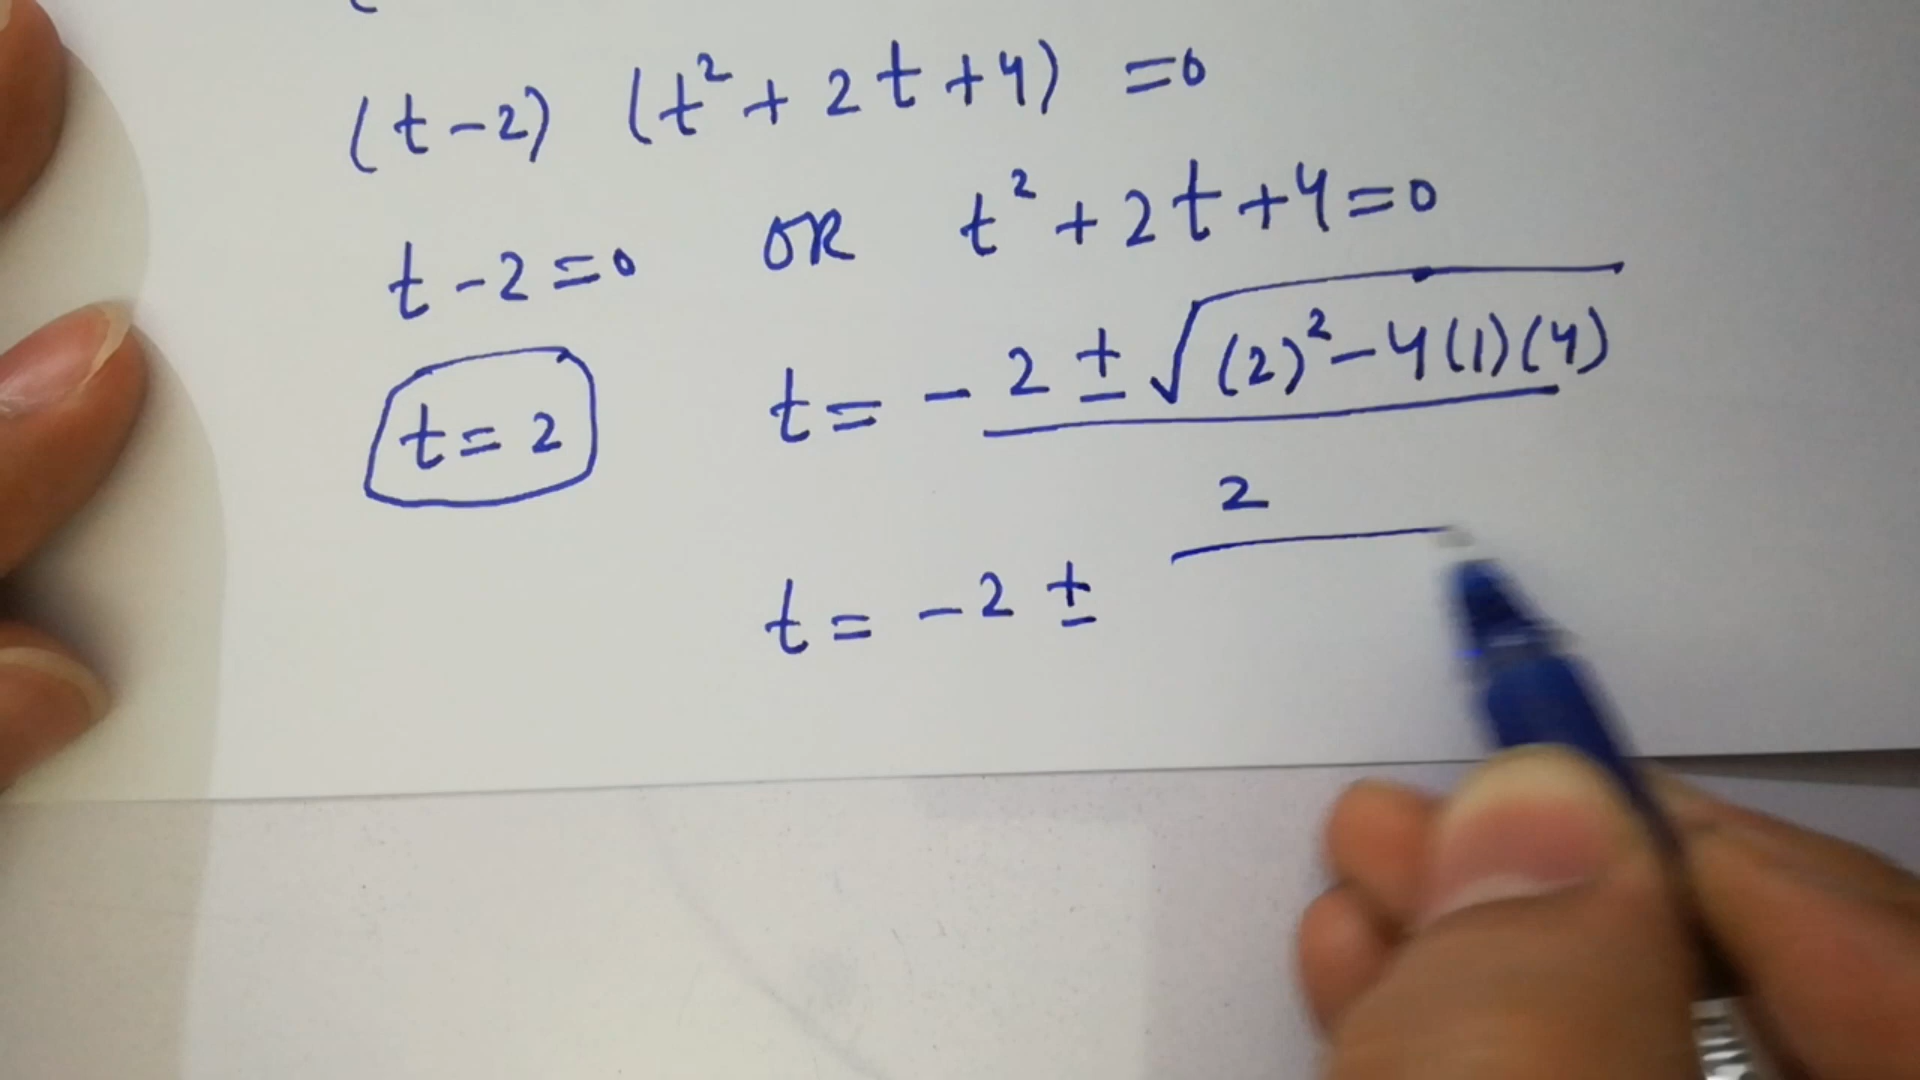 (t-2) (t²+2t+4) =0
t-2=0 OR t²+2t+4=0
t=2 t= -2 ± √(2)²-4(1)(4)
2
t= -2 ±